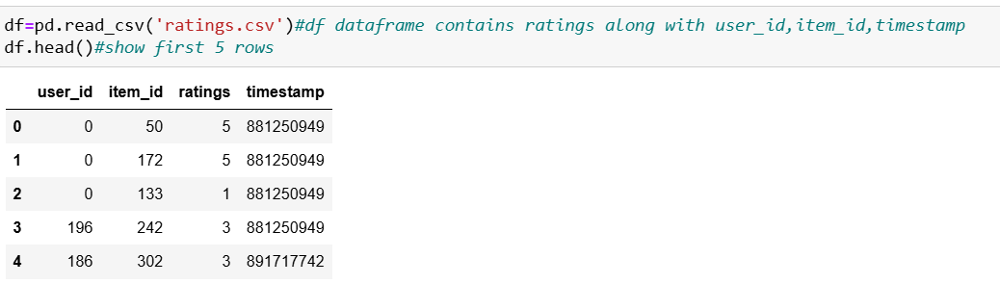 df=pd.read_csv('ratings.csv')#df dataframe contains ratings along with user_id,item_id,timestamp
df.head()#show first 5 rows
user_id item_id ratings timestamp
0 0 50 5 881250949
1 0 172 5 881250949
2 0 133 1 881250949
3 196 242 3 881250949
4 186 302 3 891717742